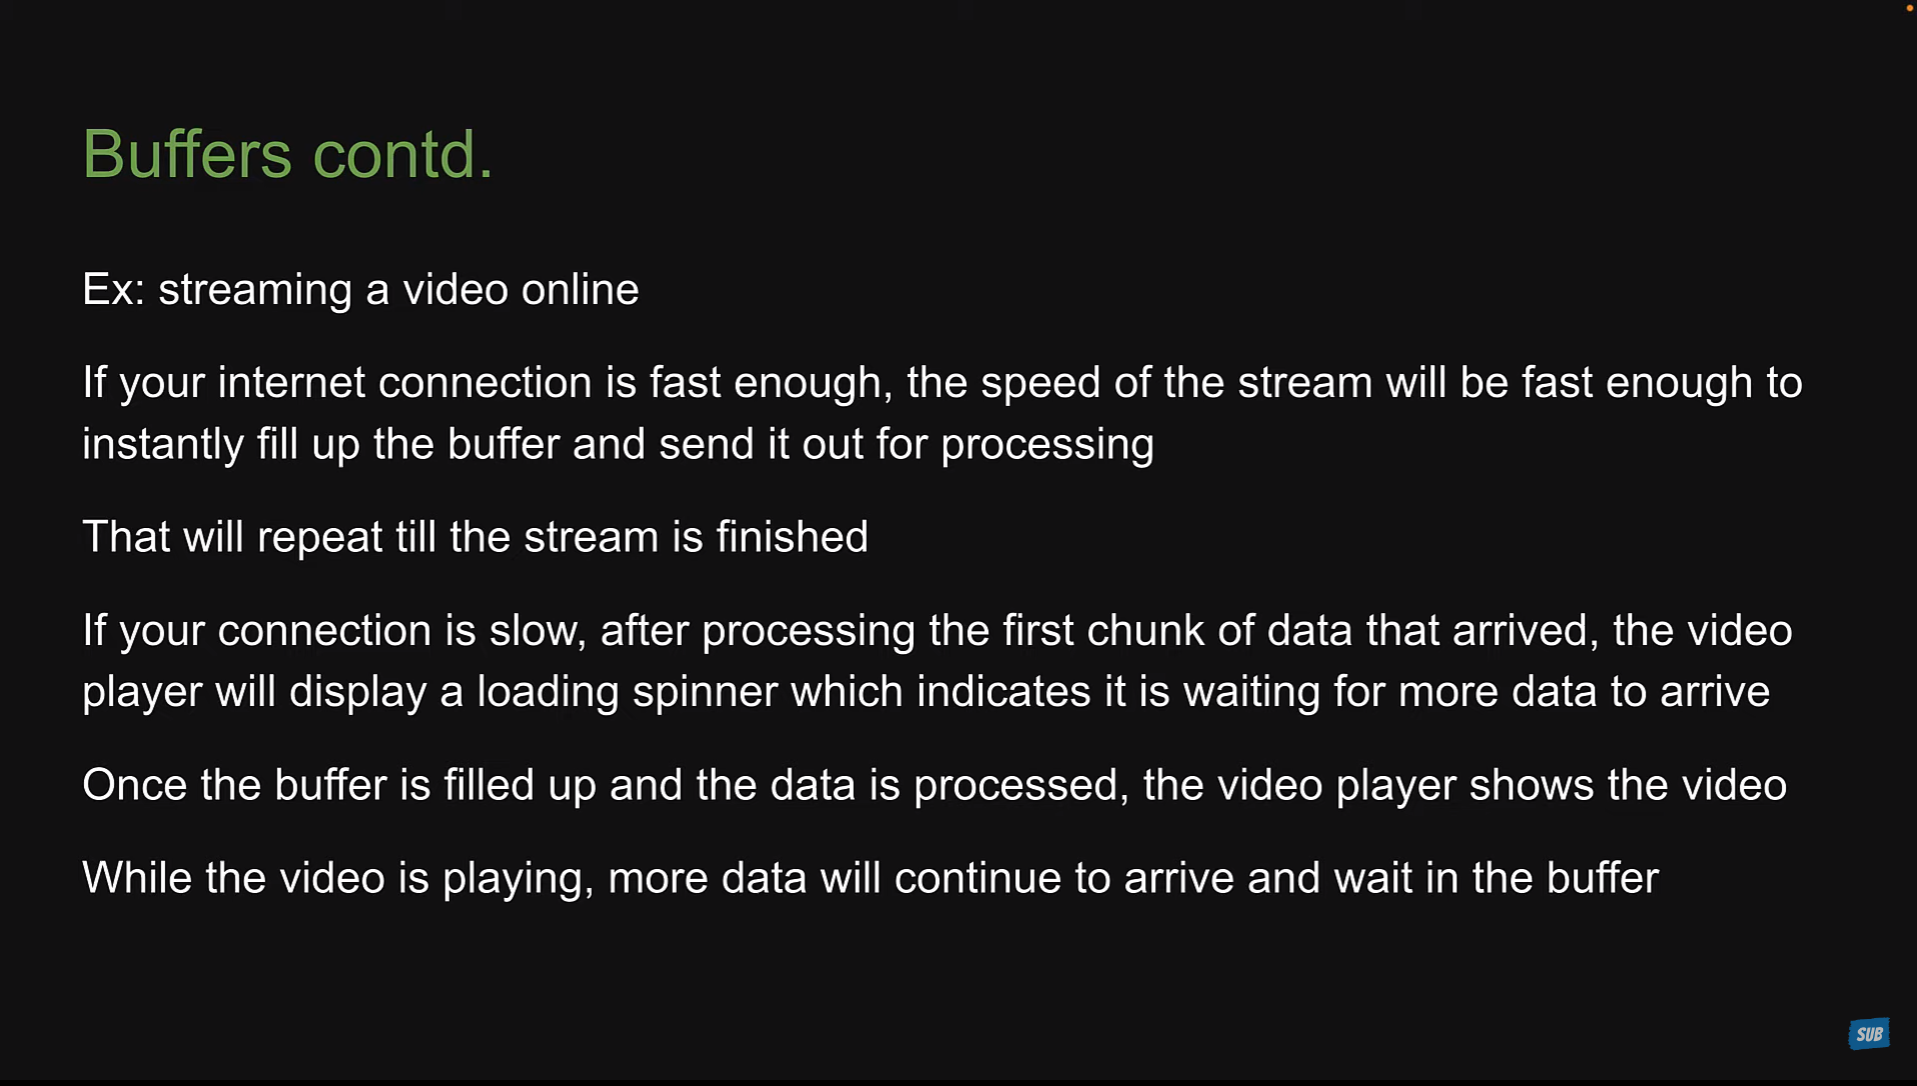 Buffers contd.
Ex: streaming a video online
If your internet connection is fast enough, the speed of the stream will be fast enough to
instantly fill up the buffer and send it out for processing
That will repeat till the stream is finished
If your connection is slow, after processing the first chunk of data that arrived, the video
player will display a loading spinner which indicates it is waiting for more data to arrive
Once the buffer is filled up and the data is processed, the video player shows the video
While the video is playing, more data will continue to arrive and wait in the buffer
SUB